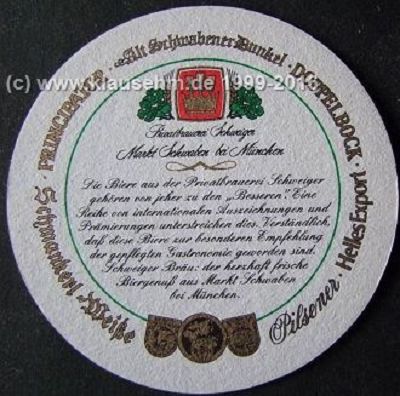 (c) www.klausehm.de 1999-201
Schwabenerl-Weiße · PRINCIPATOR · Alt Schwabener Dunkel · DOPPELBOCK · Helles Export · Pilsener
Privatbrauerei Schweiger
Markt Schwaben bei München
Die Biere aus der Privatbrauerei Schweiger
gehören von jeher zu den „Besseren". Eine
Reihe von internationalen Auszeichnungen und
Prämierungen unterstreichen dies. Verständlich,
daß diese Biere zur besonderen Empfehlung
der gepflegten Gastronomie geworden sind.
Schweiger Bräu: der herzhaft frische
Biergenuß aus Markt Schwaben
bei München.